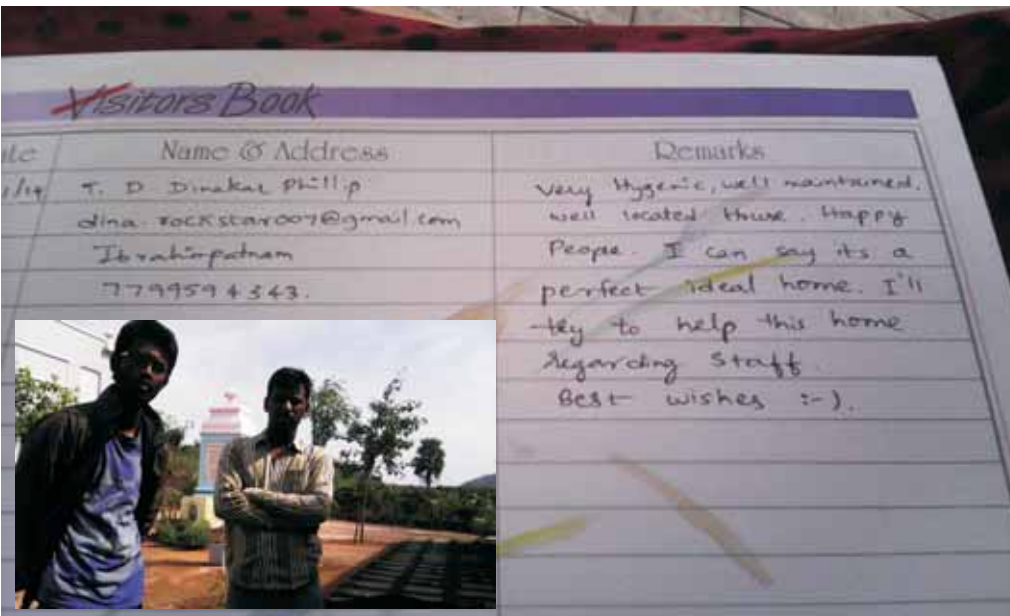 Visitors Book
Name & Address
Remarks
T. D Dinakar Phillip
dina.rockstar007@gmail.com
Ibrahimpatnam
7799594343.
Very Hygenic, well maintained,
well located House. Happy
People. I can say its a
perfect ideal home. I'll
try to help this home
regarding Staff.
Best wishes :-).